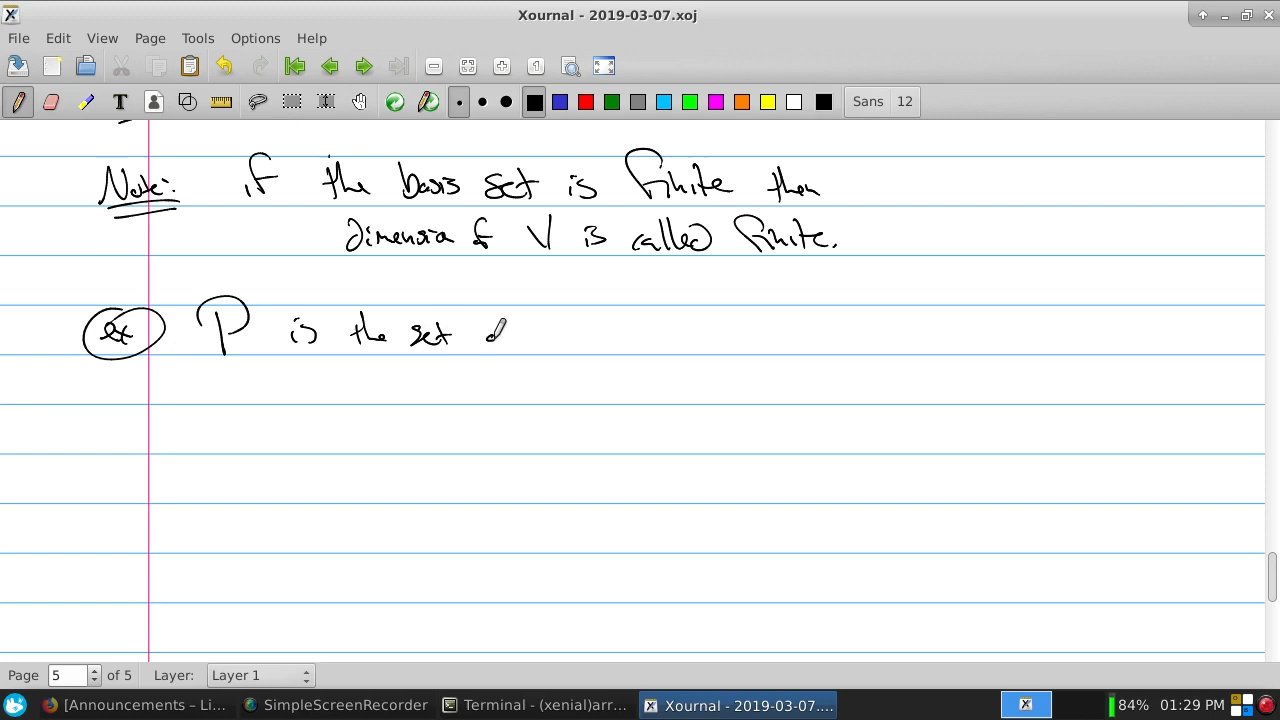 Xournal - 2019-03-07.xoj
File Edit View Page Tools Options Help
Sans 12
Note: if the basis set is finite then
dimension of V is called finite.
ex P is the set
Page 5 of 5 Layer: Layer 1
[Announcements – Li... SimpleScreenRecorder Terminal - (xenial)arr... Xournal - 2019-03-07.... 84% 01:29 PM